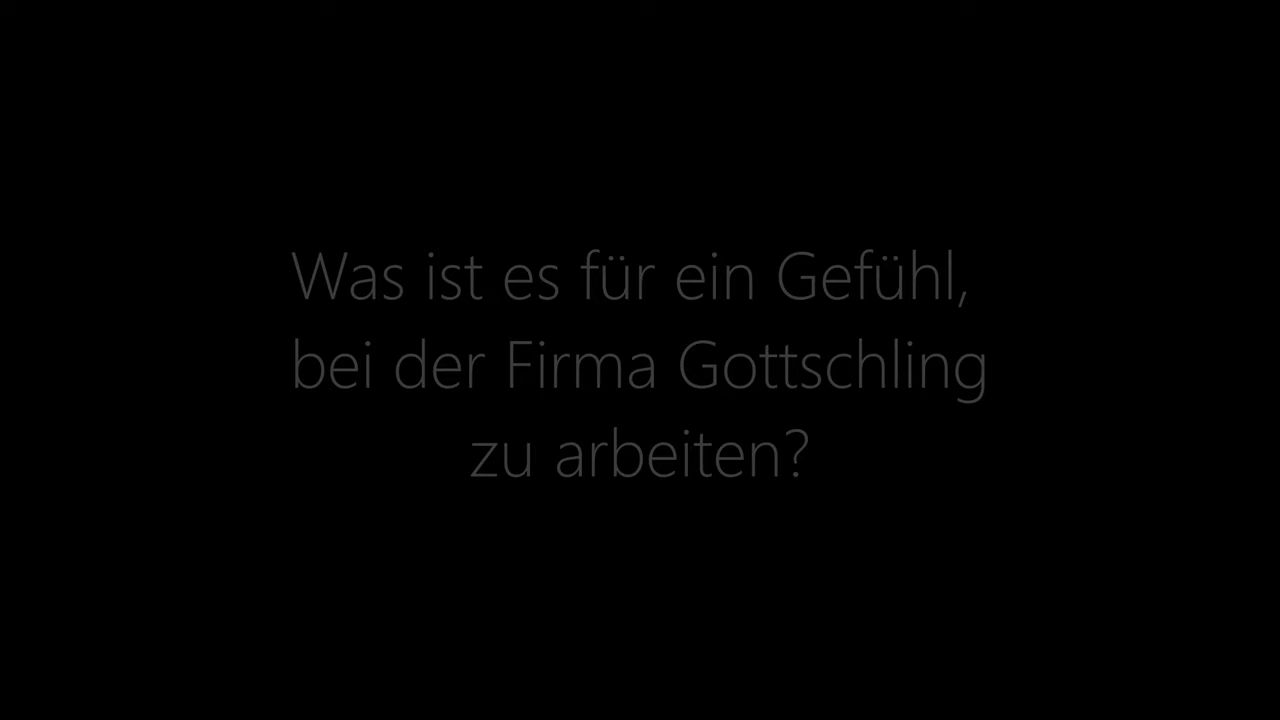 Was ist es für ein Gefühl,
bei der Firma Gottschling
zu arbeiten?